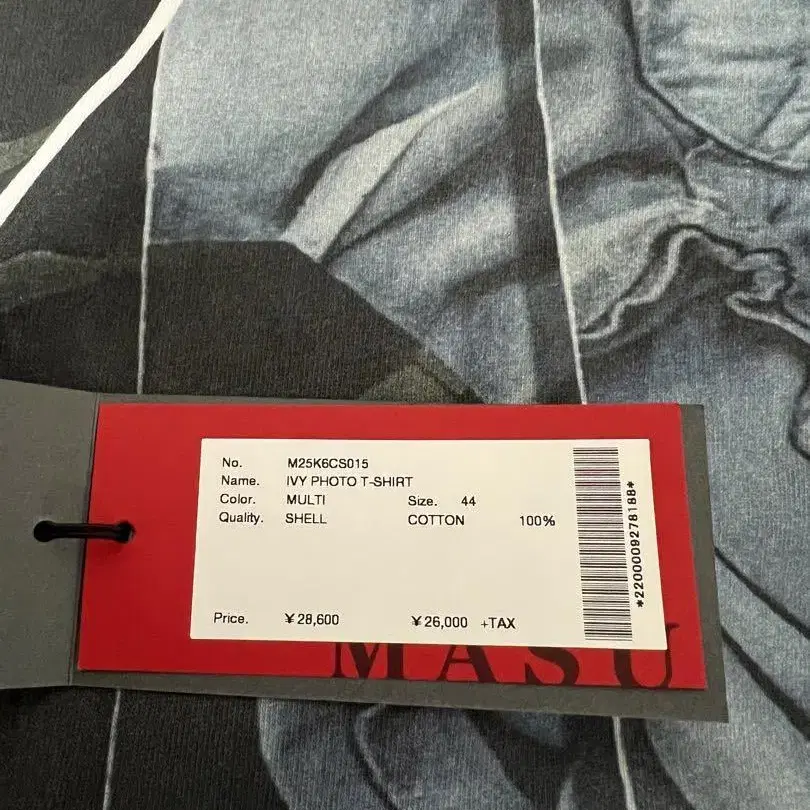 No. M25K6CS015
Name. IVY PHOTO T-SHIRT
Color. MULTI Size. 44
Quality. SHELL COTTON 100%
Price. ¥28,600 ¥26,000 +TAX
*2200009278188*
MASU